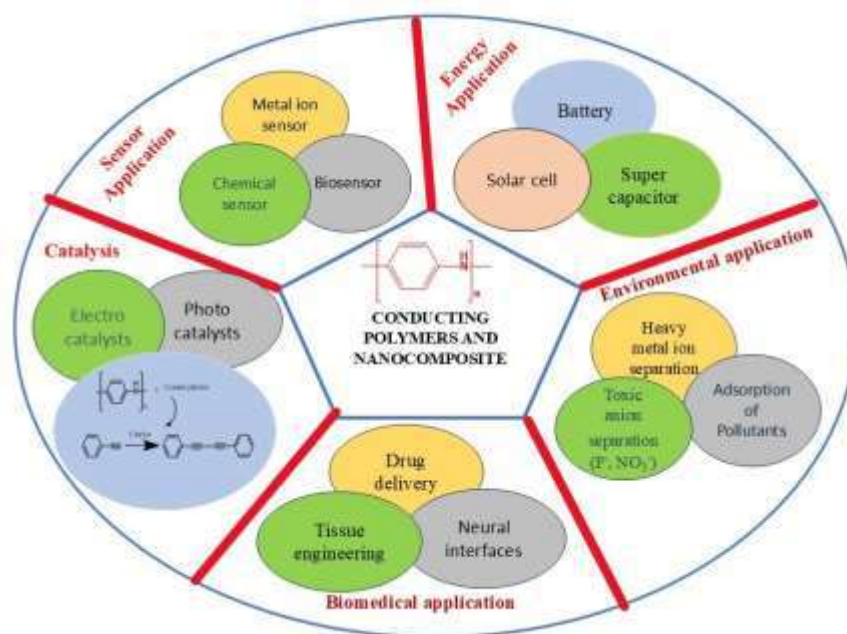 Sensor
Application
Metal ion
sensor
Chemical
sensor
Biosensor
Energy
Application
Battery
Solar cell
Super
capacitor
Catalysis
Electro
catalysts
Photo
catalysts
H
N
n
CONDUCTING
POLYMERS AND
NANOCOMPOSITE
Environmental application
Heavy
metal ion
separation
Toxic
anion
separation
(F⁻, NO₃⁻)
Adsorption
of
Pollutants
Drug
delivery
Tissue
engineering
Neural
interfaces
Biomedical application